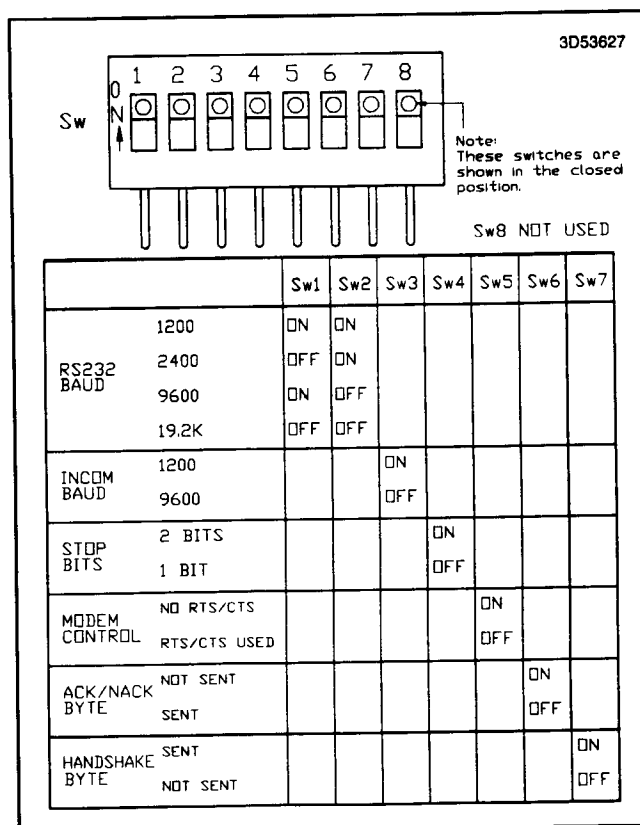 3D53627
1 2 3 4 5 6 7 8
ON
Sw
Note:
These switches are
shown in the closed
position.
Sw8 NOT USED
Sw1 Sw2 Sw3 Sw4 Sw5 Sw6 Sw7
RS232
BAUD
1200 ON ON
2400 OFF ON
9600 ON OFF
19.2K OFF OFF
INCOM
BAUD
1200 ON
9600 OFF
STOP
BITS
2 BITS ON
1 BIT OFF
MODEM
CONTROL
NO RTS/CTS ON
RTS/CTS USED OFF
ACK/NACK
BYTE
NOT SENT ON
SENT OFF
HANDSHAKE
BYTE
SENT ON
NOT SENT OFF